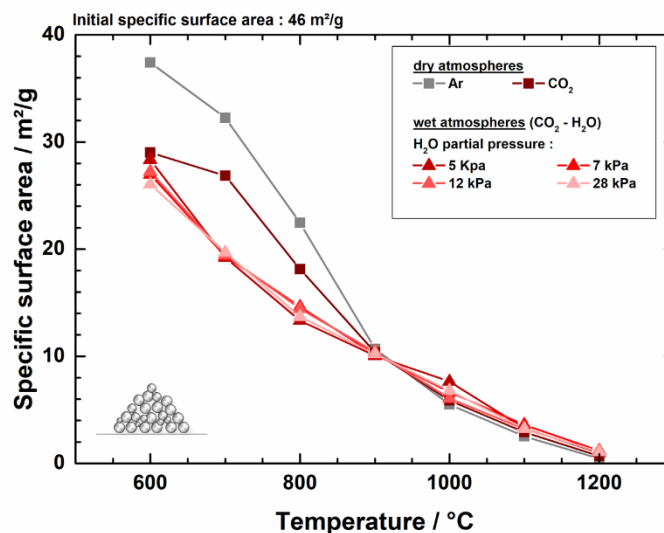 Initial specific surface area : 46 m²/g
40
30
20
10
0
Specific surface area / m²/g
dry atmospheres
Ar CO₂
wet atmospheres (CO₂ - H₂O)
H₂O partial pressure :
5 Kpa 7 kPa
12 kPa 28 kPa
600 800 1000 1200
Temperature / °C